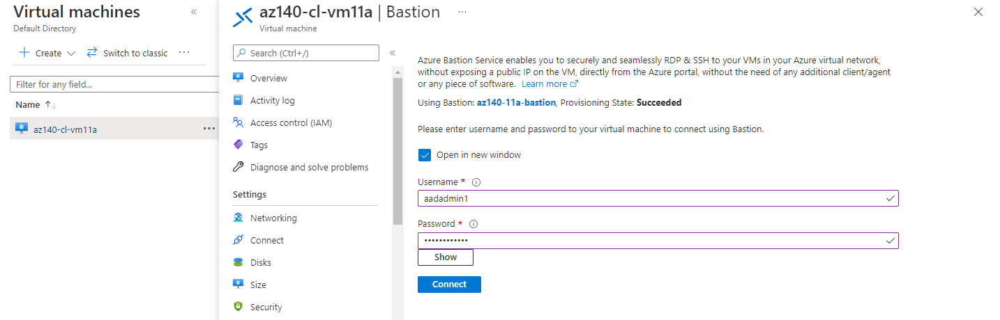 Virtual machines
Default Directory
Create
Switch to classic
Filter for any field...
Name
az140-cl-vm11a
az140-cl-vm11a | Bastion
Virtual machine
Search (Ctrl+/)
Overview
Activity log
Access control (IAM)
Tags
Diagnose and solve problems
Settings
Networking
Connect
Disks
Size
Security
Azure Bastion Service enables you to securely and seamlessly RDP & SSH to your VMs in your Azure virtual network,
without exposing a public IP on the VM, directly from the Azure portal, without the need of any additional client/agent
or any piece of software. Learn more
Using Bastion: az140-11a-bastion, Provisioning State: Succeeded
Please enter username and password to your virtual machine to connect using Bastion.
Open in new window
Username *
aadadmin1
Password *
••••••••••••
Show
Connect